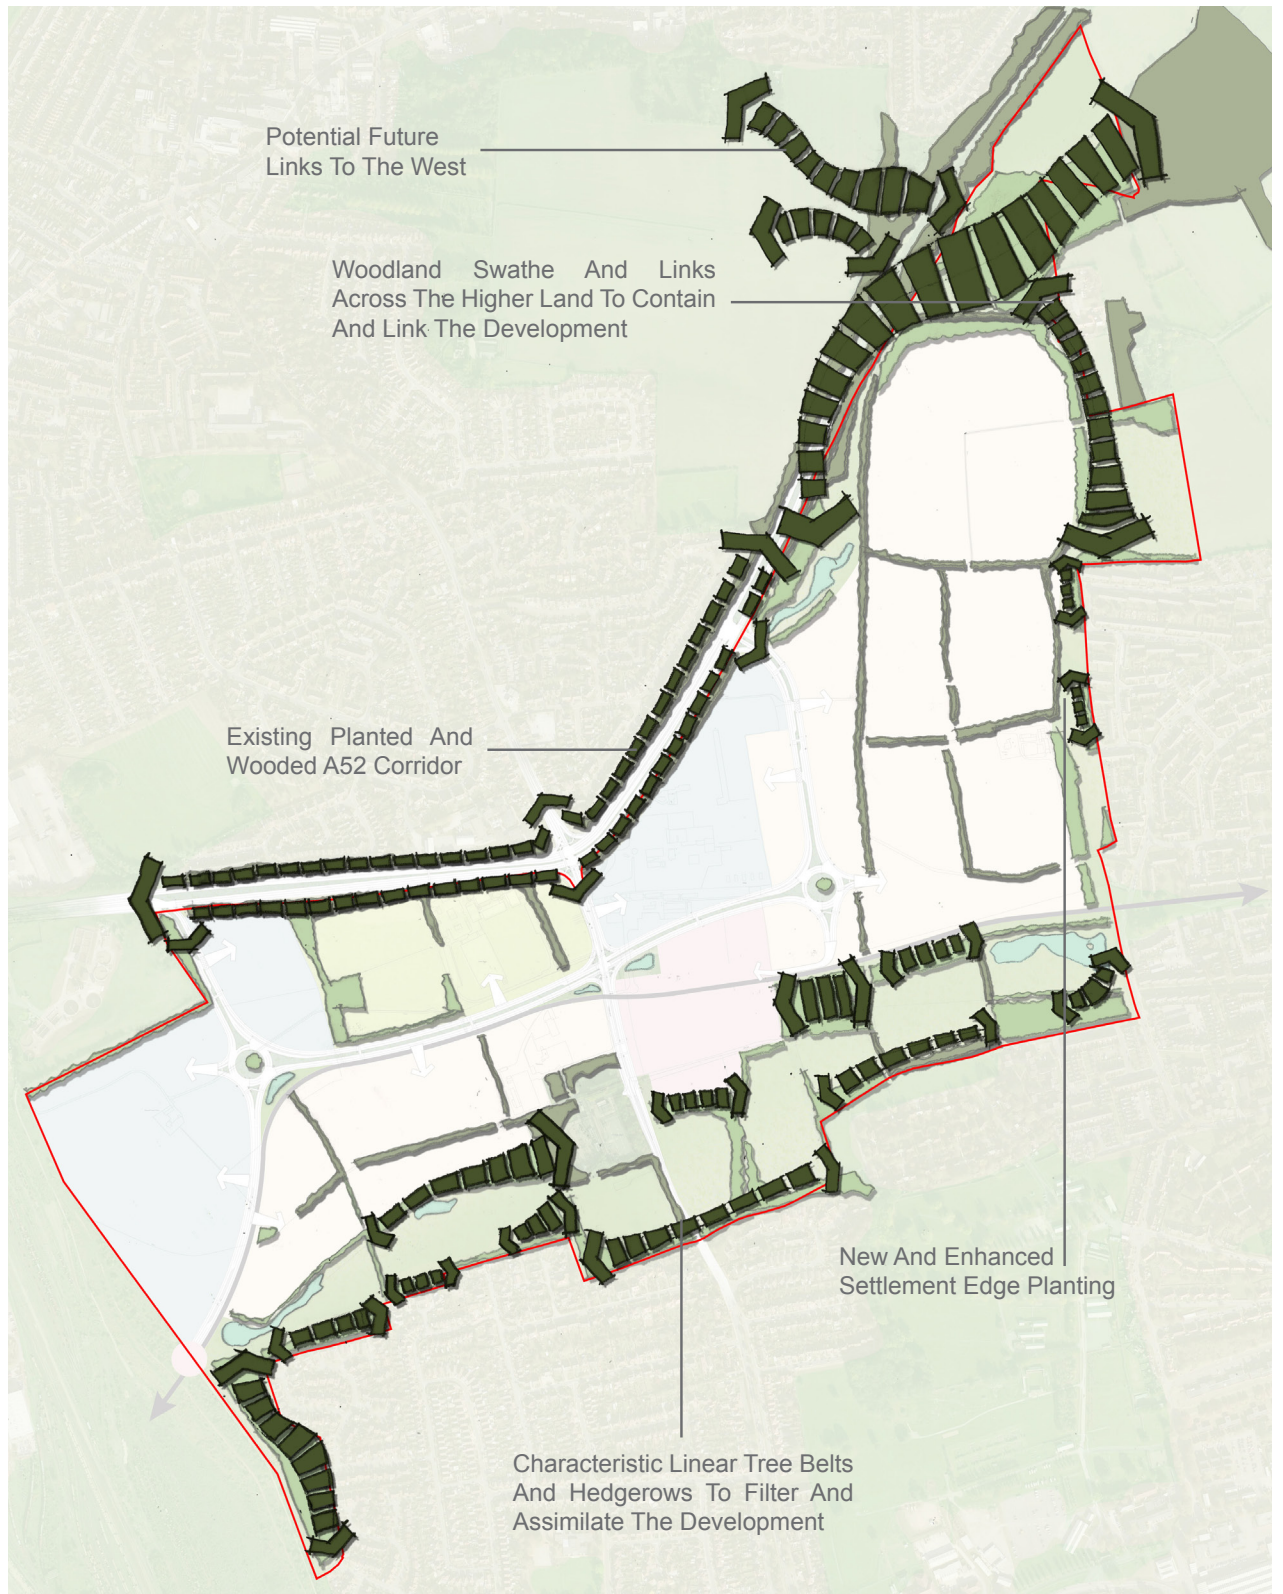 Potential Future
Links To The West
Woodland Swathe And Links
Across The Higher Land To Contain
And Link The Development
Existing Planted And
Wooded A52 Corridor
New And Enhanced
Settlement Edge Planting
Characteristic Linear Tree Belts
And Hedgerows To Filter And
Assimilate The Development